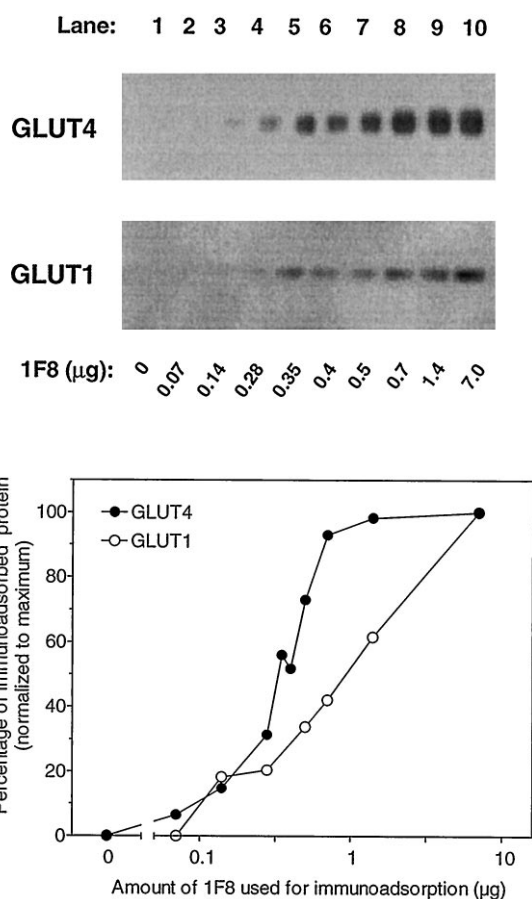 Lane: 1 2 3 4 5 6 7 8 9 10
GLUT4
GLUT1
1F8 (µg): 0 0.07 0.14 0.28 0.35 0.4 0.5 0.7 1.4 7.0
Percentage of immunoadsorbed protein
(normalized to maximum)
100
80
60
40
20
0
GLUT4
GLUT1
0 0.1 1 10
Amount of 1F8 used for immunoadsorption (µg)